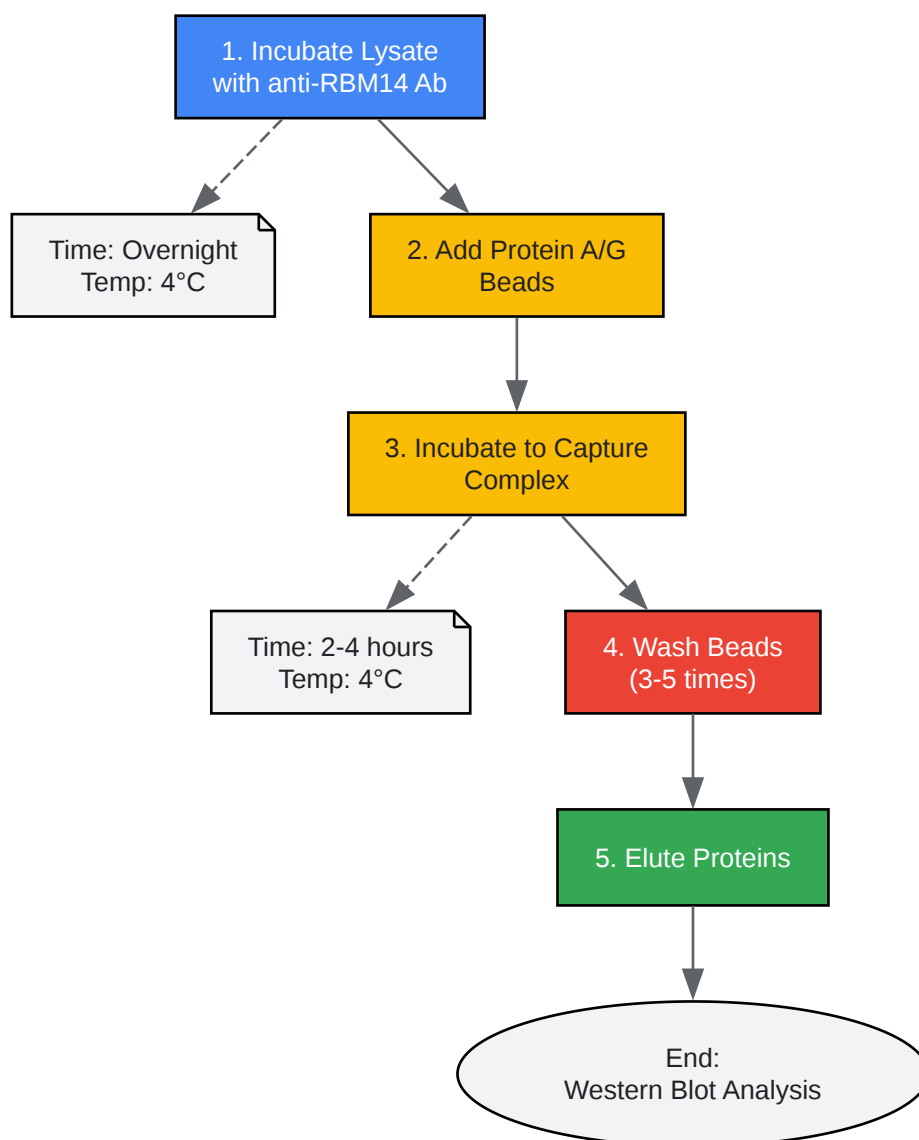 1. Incubate Lysate
with anti-RBM14 Ab
Time: Overnight
Temp: 4°C
2. Add Protein A/G
Beads
3. Incubate to Capture
Complex
Time: 2-4 hours
Temp: 4°C
4. Wash Beads
(3-5 times)
5. Elute Proteins
End:
Western Blot Analysis